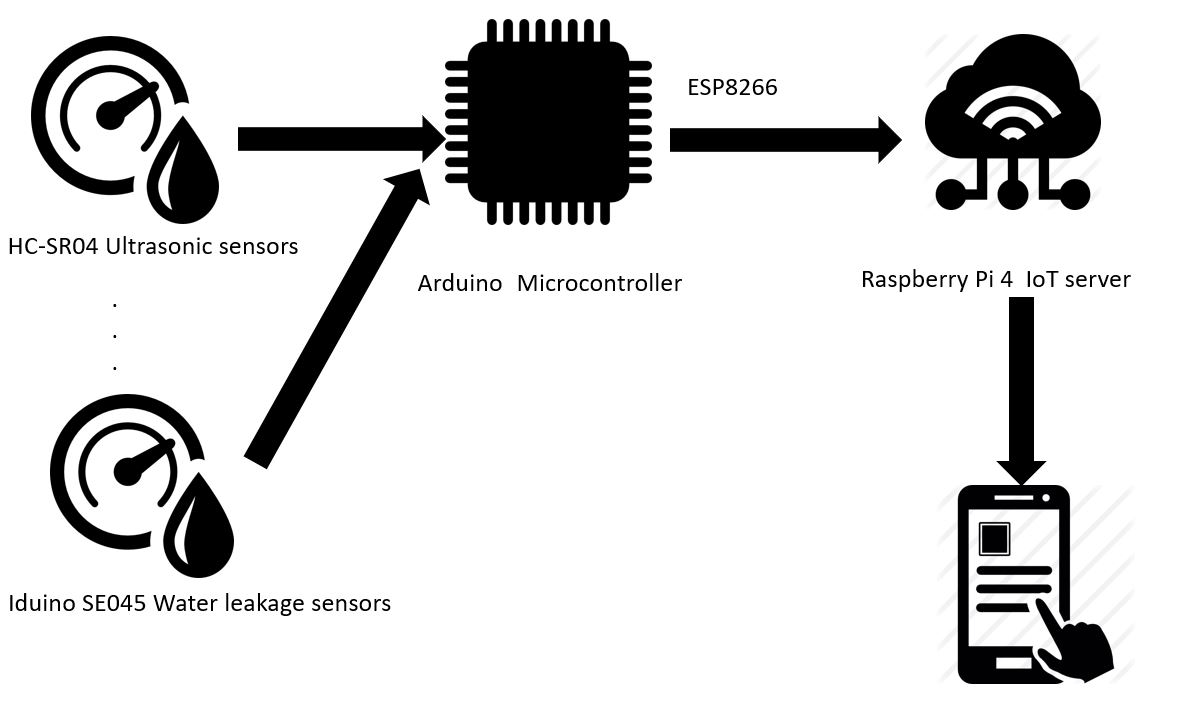 ESP8266
HC-SR04 Ultrasonic sensors
Arduino Microcontroller
Raspberry Pi 4 IoT server
.
.
.
Iduino SE045 Water leakage sensors